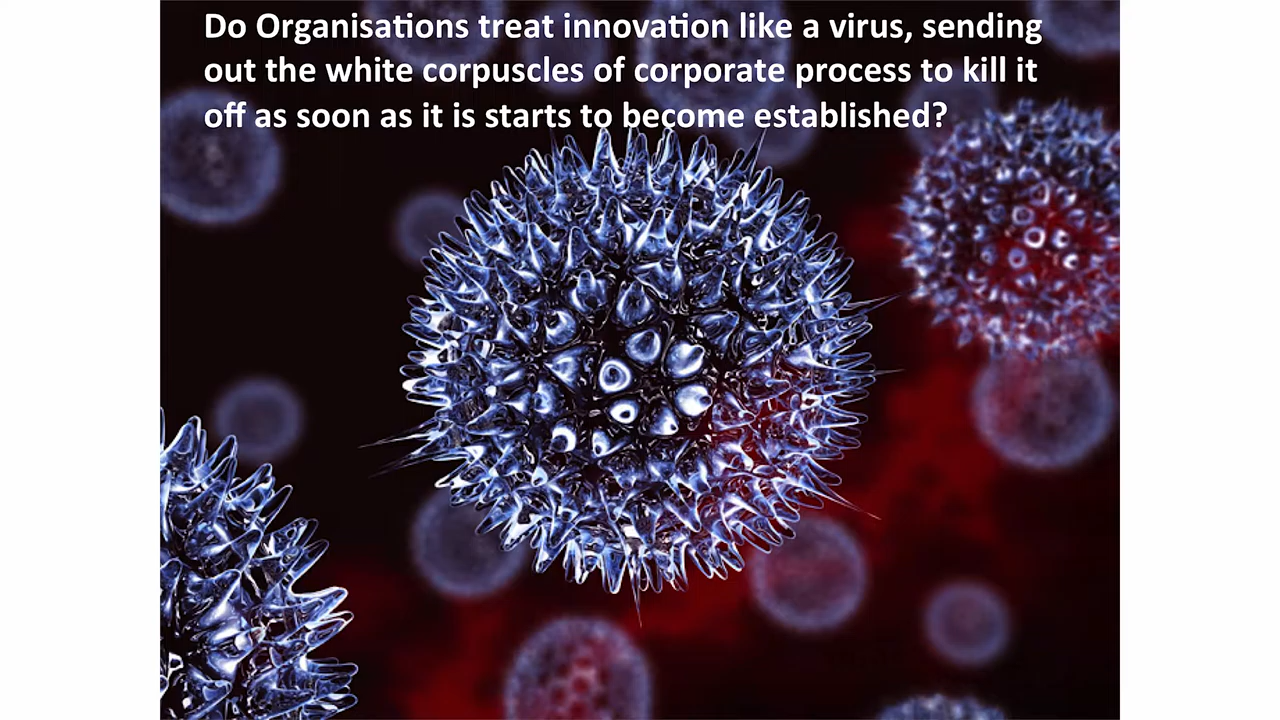 Do Organisations treat innovation like a virus, sending
out the white corpuscles of corporate process to kill it
off as soon as it is starts to become established?